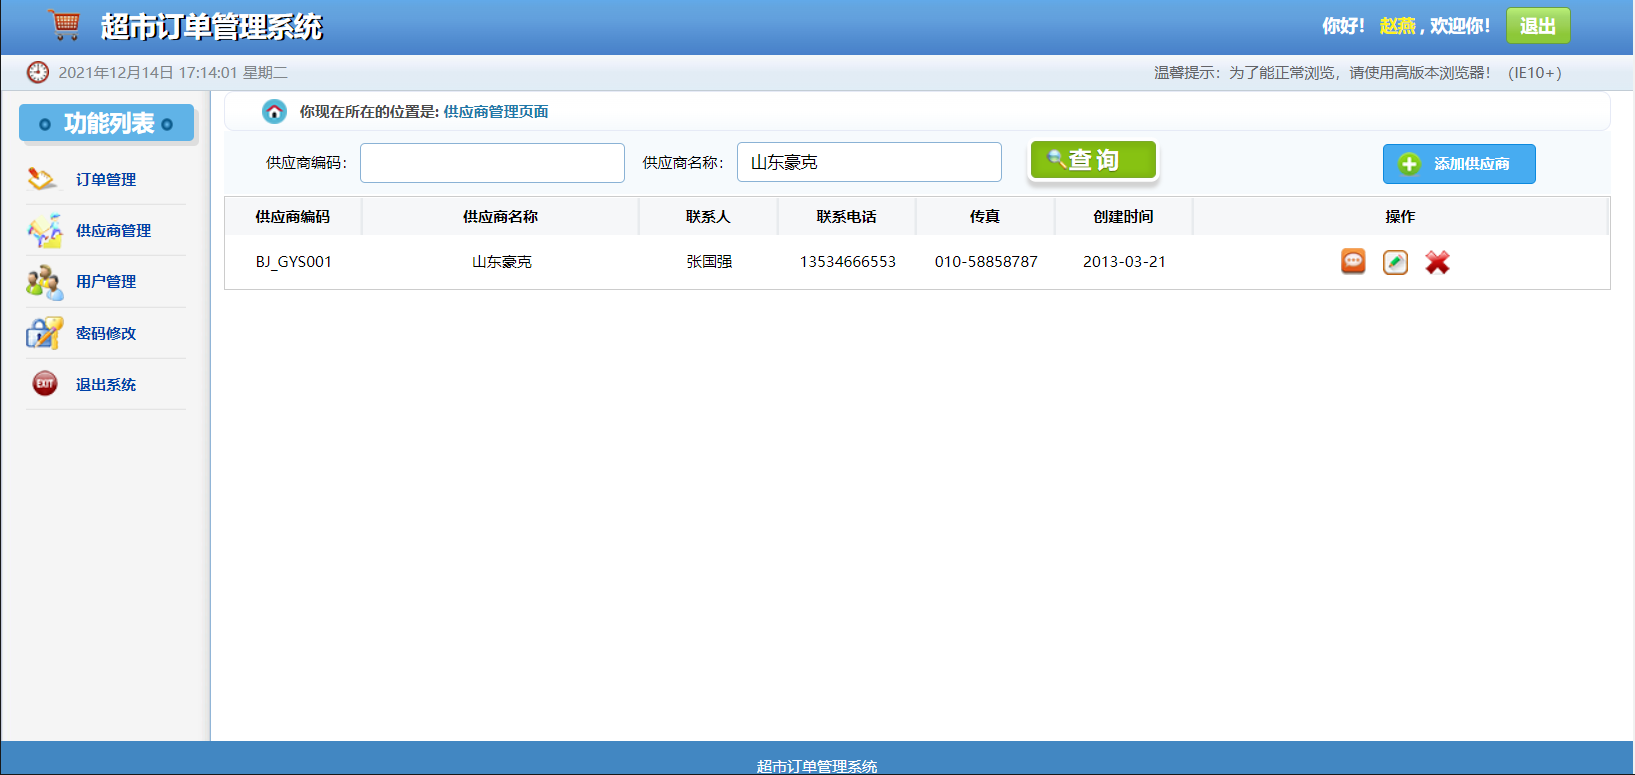 超市订单管理系统
你好！ 赵燕 , 欢迎你！ 退出
2021年12月14日 17:14:01 星期二
温馨提示：为了能正常浏览，请使用高版本浏览器！ (IE10+)
功能列表
订单管理
供应商管理
用户管理
密码修改
EXIT 退出系统
你现在所在的位置是: 供应商管理页面
供应商编码： 供应商名称： 山东豪克 查询 添加供应商
供应商编码 供应商名称 联系人 联系电话 传真 创建时间 操作
BJ_GYS001 山东豪克 张国强 13534666553 010-58858787 2013-03-21
超市订单管理系统